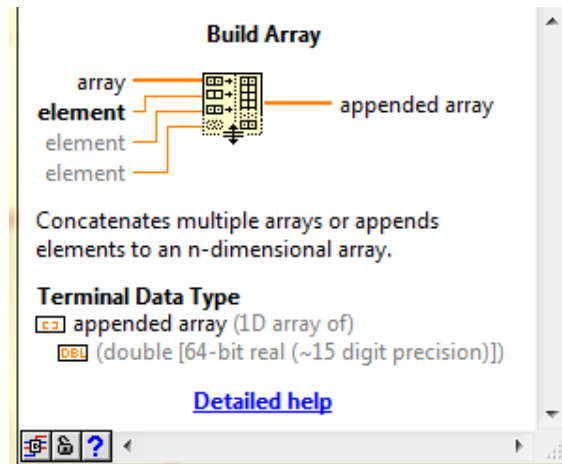 Build Array
array
element
appended array
element
element
Concatenates multiple arrays or appends
elements to an n-dimensional array.
Terminal Data Type
[ ] appended array (1D array of)
DBL (double [64-bit real (~15 digit precision)])
Detailed help
?